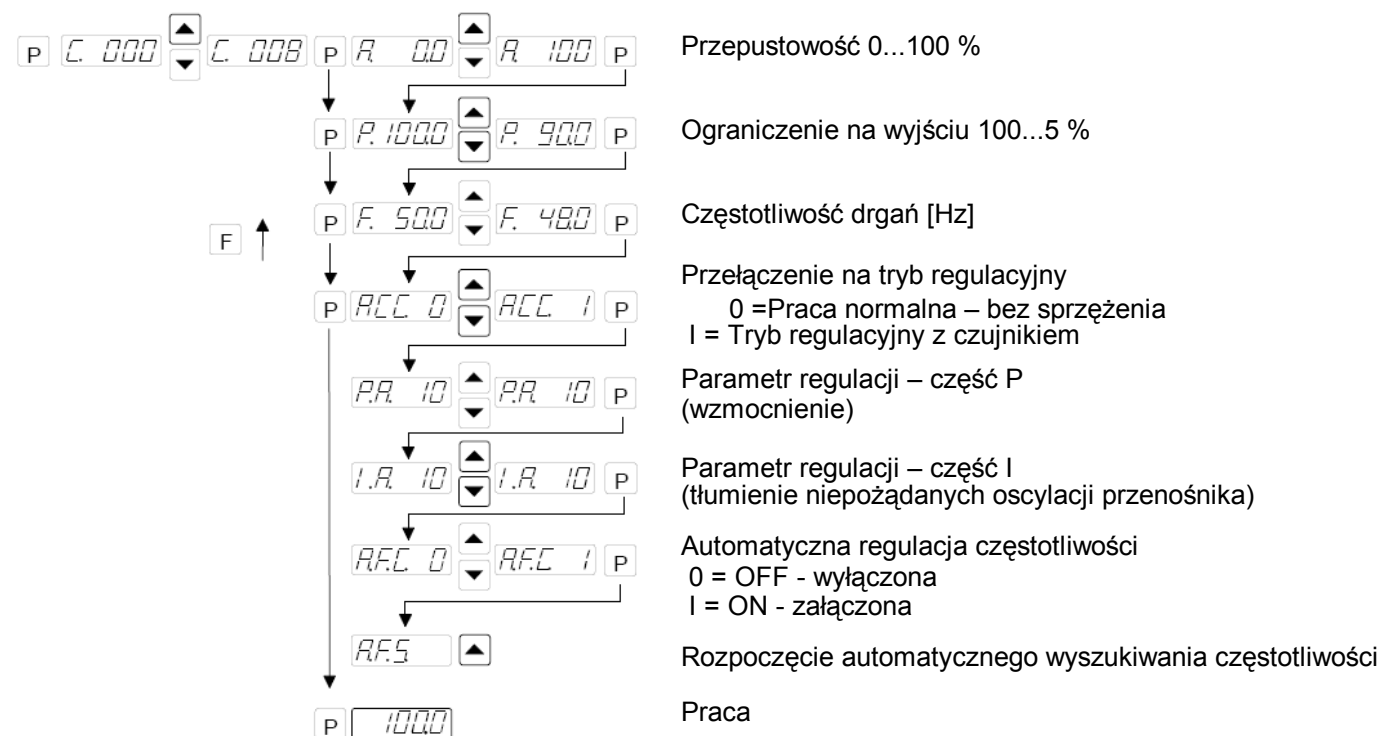 P C. 000 C. 008 P A. 0.0 A. 100 P Przepustowość 0...100 %
P P. 100.0 P. 90.0 P Ograniczenie na wyjściu 100...5 %
P F. 50.0 F. 48.0 P Częstotliwość drgań [Hz]
F
Przełączenie na tryb regulacyjny
P ACC. 0 ACC. 1 P 0 =Praca normalna – bez sprzężenia
I = Tryb regulacyjny z czujnikiem
P.A. 10 P.A. 10 P Parametr regulacji – część P
(wzmocnienie)
I.A. 10 I.A. 10 P Parametr regulacji – część I
(tłumienie niepożądanych oscylacji przenośnika)
A.F.C. 0 A.F.C 1 P Automatyczna regulacja częstotliwości
0 = OFF - wyłączona
I = ON - załączona
A.F.S. Rozpoczęcie automatycznego wyszukiwania częstotliwości
P 100.0 Praca